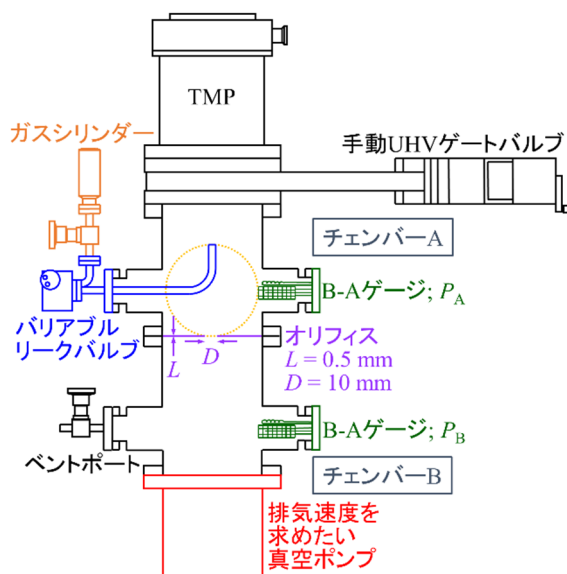 TMP
ガスシリンダー
手動UHVゲートバルブ
チェンバーA
B-Aゲージ; PA
バリアブル
リークバルブ
オリフィス
L = 0.5 mm
D = 10 mm
L
D
B-Aゲージ; PB
ベントポート
チェンバーB
排気速度を
求めたい
真空ポンプ